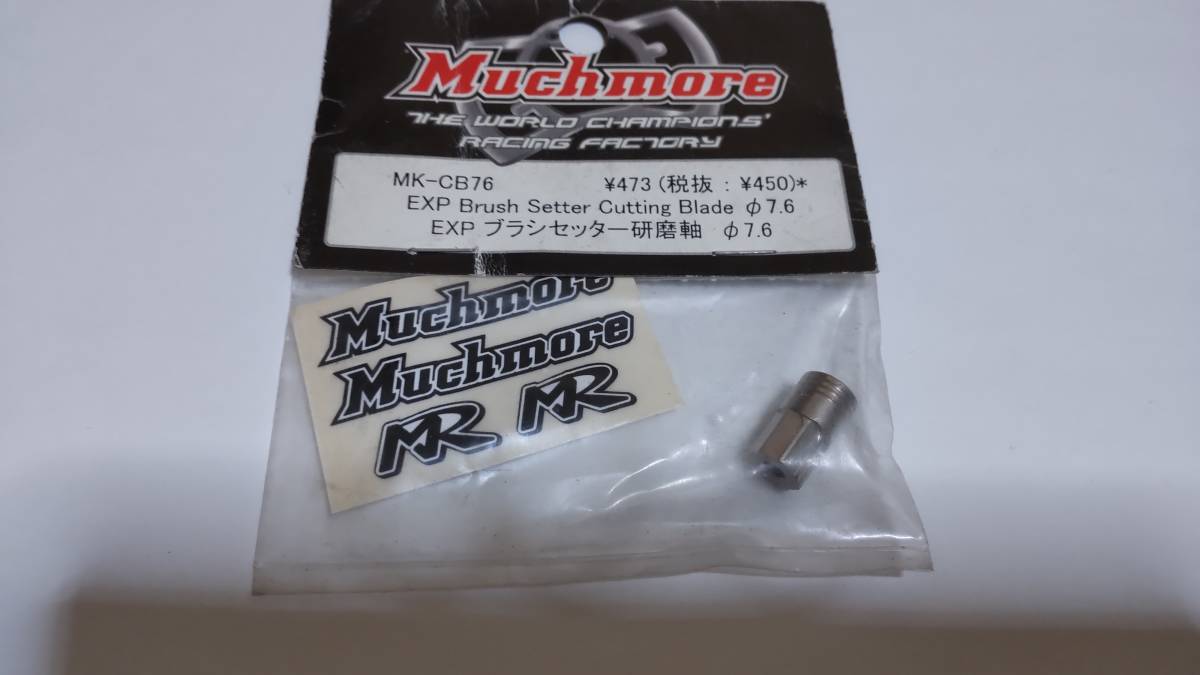 Muchmore
THE WORLD CHAMPIONS'
RACING FACTORY
MK-CB76 ¥473 (税抜 : ¥450)*
EXP Brush Setter Cutting Blade φ7.6
EXP ブラシセッター研磨軸 φ7.6
Muchmore
Muchmore
MR MR